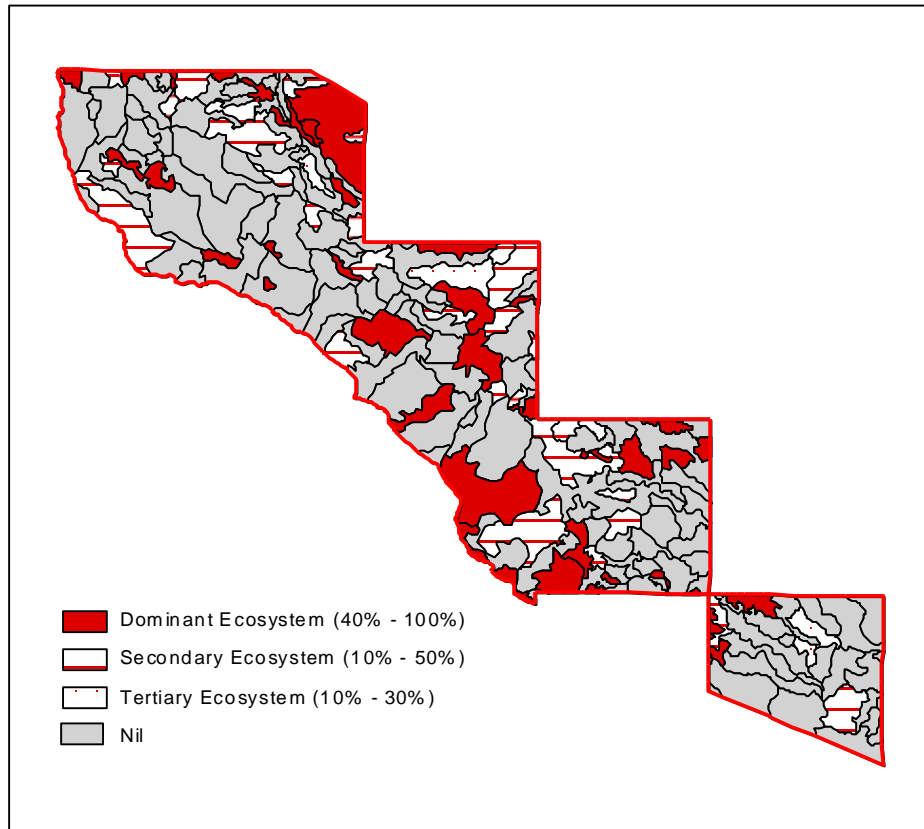 Dominant Ecosystem (40% - 100%)
Secondary Ecosystem (10% - 50%)
Tertiary Ecosystem (10% - 30%)
Nil